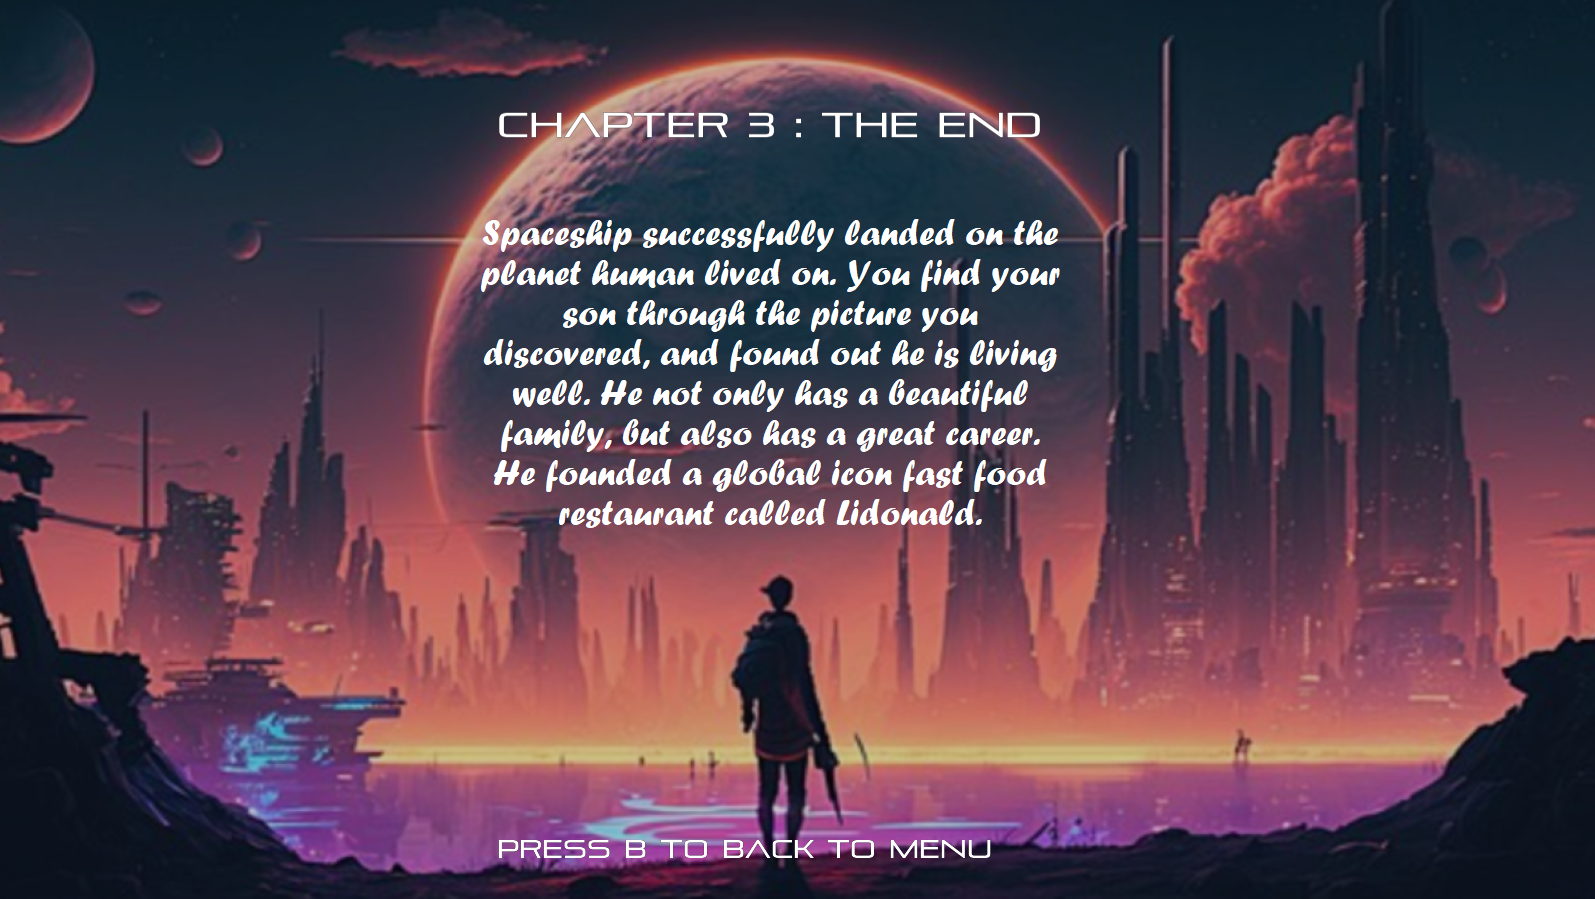 CHAPTER 3 : THE END
Spaceship successfully landed on the
planet human lived on. You find your
son through the picture you
discovered, and found out he is living
well. He not only has a beautiful
family, but also has a great career.
He founded a global icon fast food
restaurant called Lidonald.
PRESS B TO BACK TO MENU